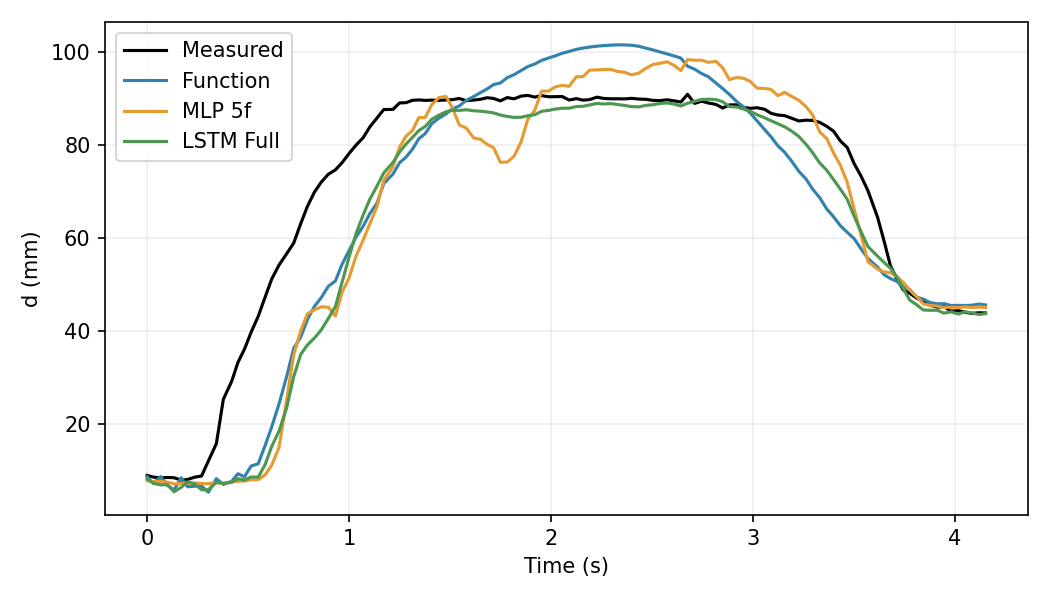 Measured
Function
MLP 5f
LSTM Full
100
80
60
40
20
d (mm)
0 1 2 3 4
Time (s)